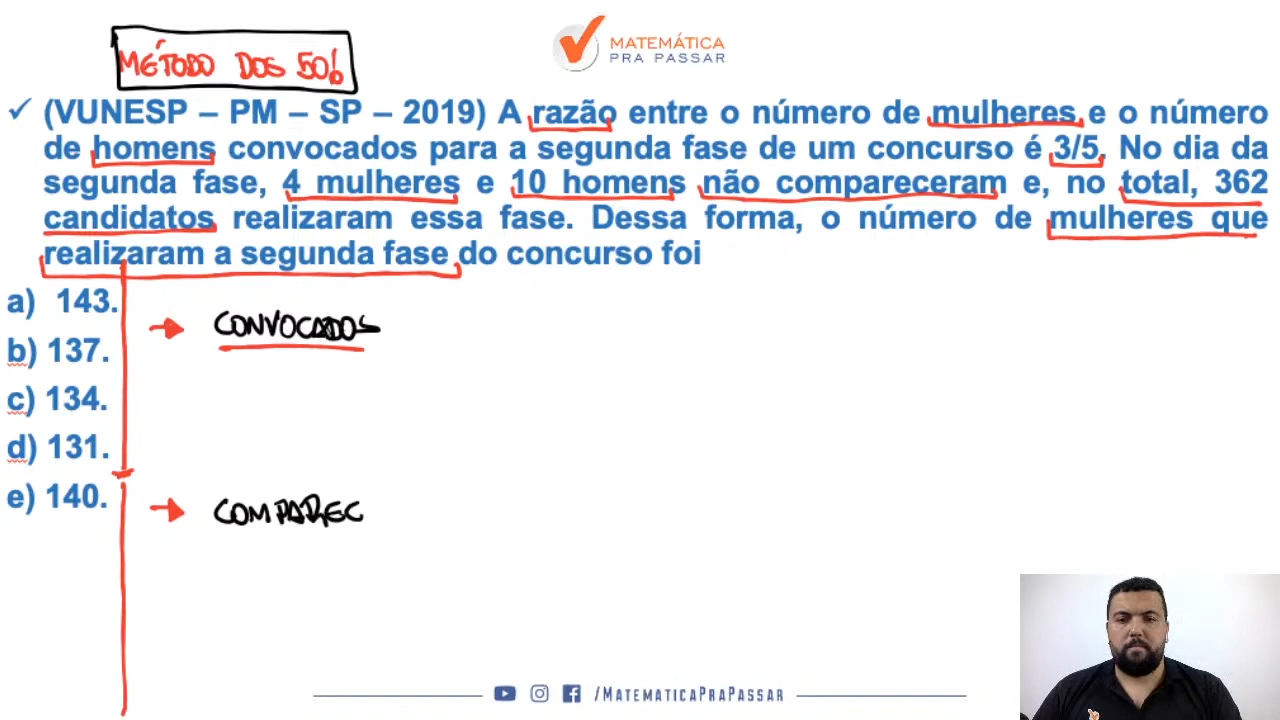 MÉTODO DOS 50!
MATEMÁTICA
PRA PASSAR
✓ (VUNESP – PM – SP – 2019) A razão entre o número de mulheres e o número
de homens convocados para a segunda fase de um concurso é 3/5. No dia da
segunda fase, 4 mulheres e 10 homens não compareceram e, no total, 362
candidatos realizaram essa fase. Dessa forma, o número de mulheres que
realizaram a segunda fase do concurso foi
a) 143.
CONVOCADOS
b) 137.
c) 134.
d) 131.
e) 140.
COMPAREC
/MATEMATICAPRAPASSAR